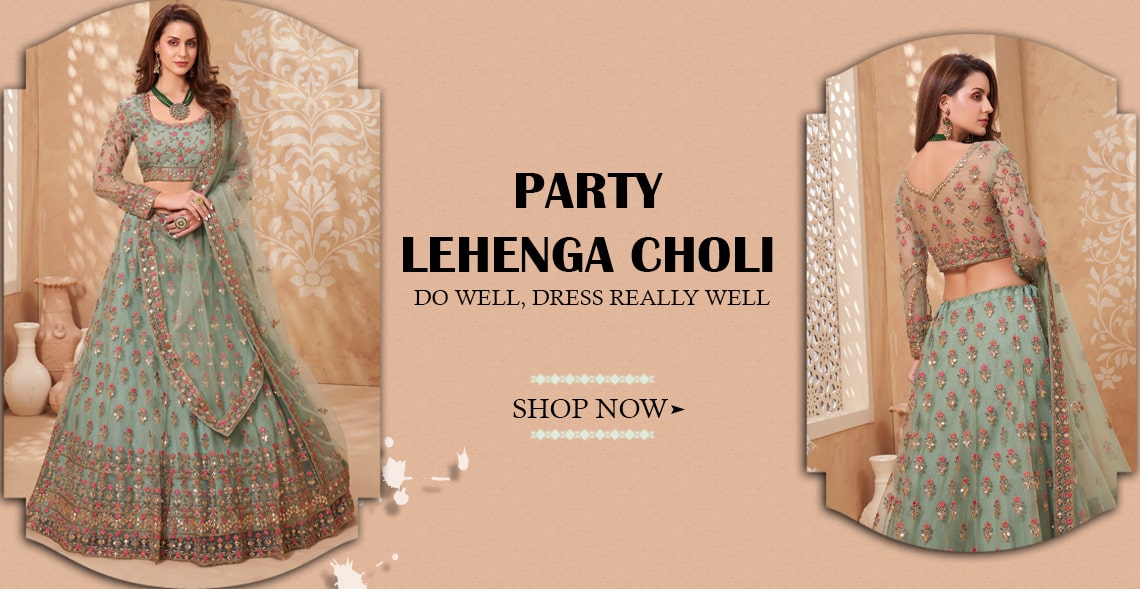 PARTY
LEHENGA CHOLI
DO WELL, DRESS REALLY WELL
SHOP NOW